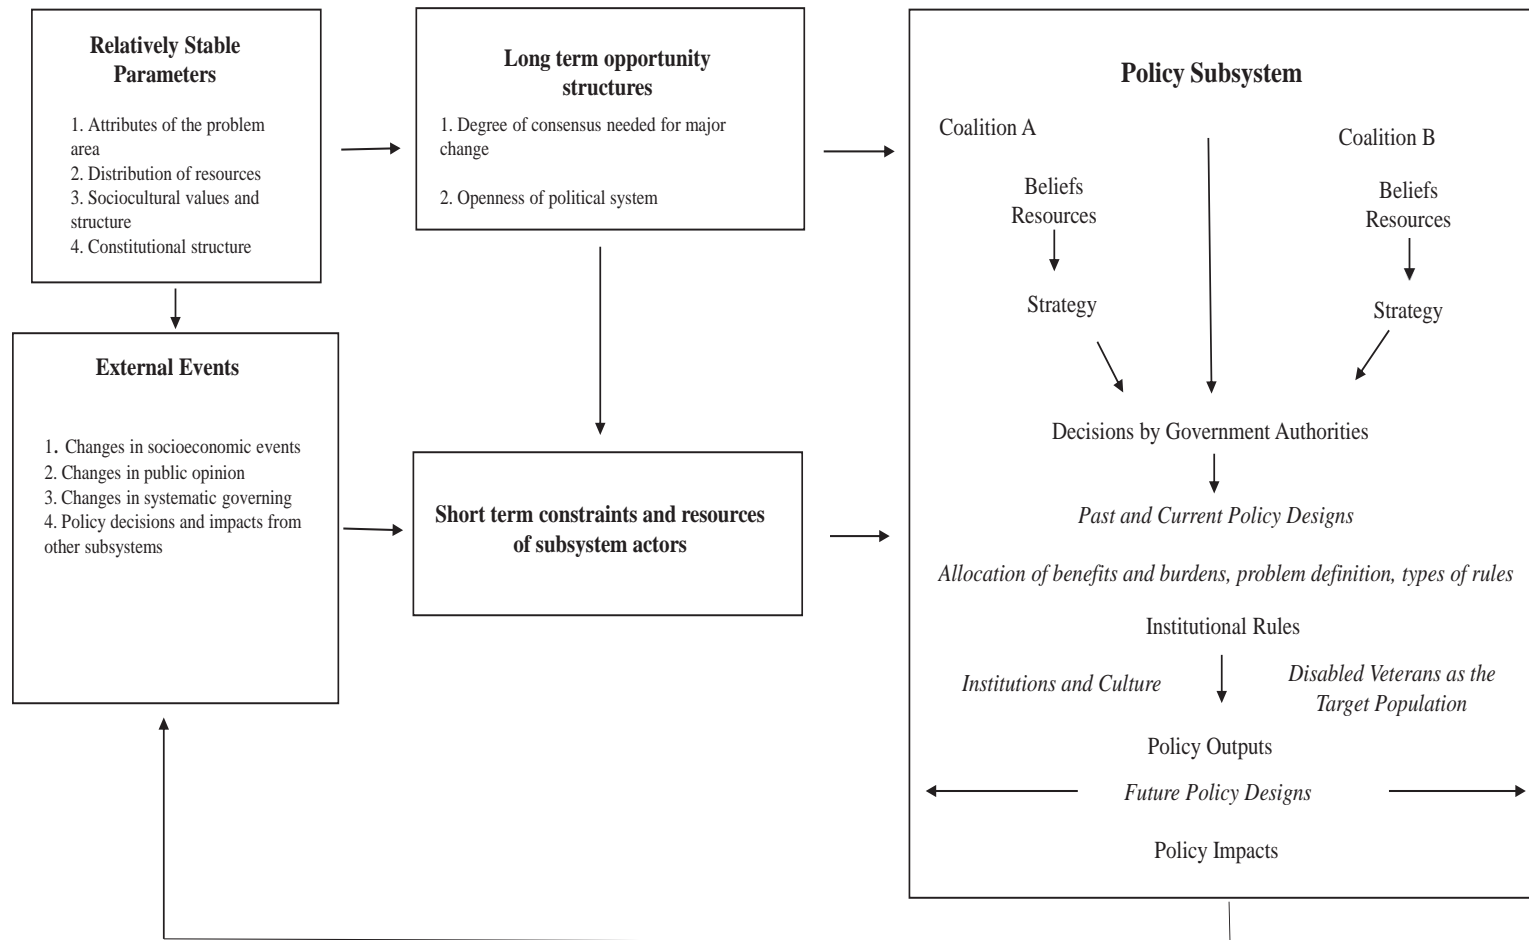 Relatively Stable
Parameters
1. Attributes of the problem
area
2. Distribution of resources
3. Sociocultural values and
structure
4. Constitutional structure
Long term opportunity
structures
1. Degree of consensus needed for major
change
2. Openness of political system
External Events
1. Changes in socioeconomic events
2. Changes in public opinion
3. Changes in systematic governing
4. Policy decisions and impacts from
other subsystems
Short term constraints and resources
of subsystem actors
Policy Subsystem
Coalition A
Coalition B
Beliefs
Resources
Beliefs
Resources
Strategy
Strategy
Decisions by Government Authorities
Past and Current Policy Designs
Allocation of benefits and burdens, problem definition, types of rules
Institutional Rules
Institutions and Culture
Disabled Veterans as the
Target Population
Policy Outputs
Future Policy Designs
Policy Impacts